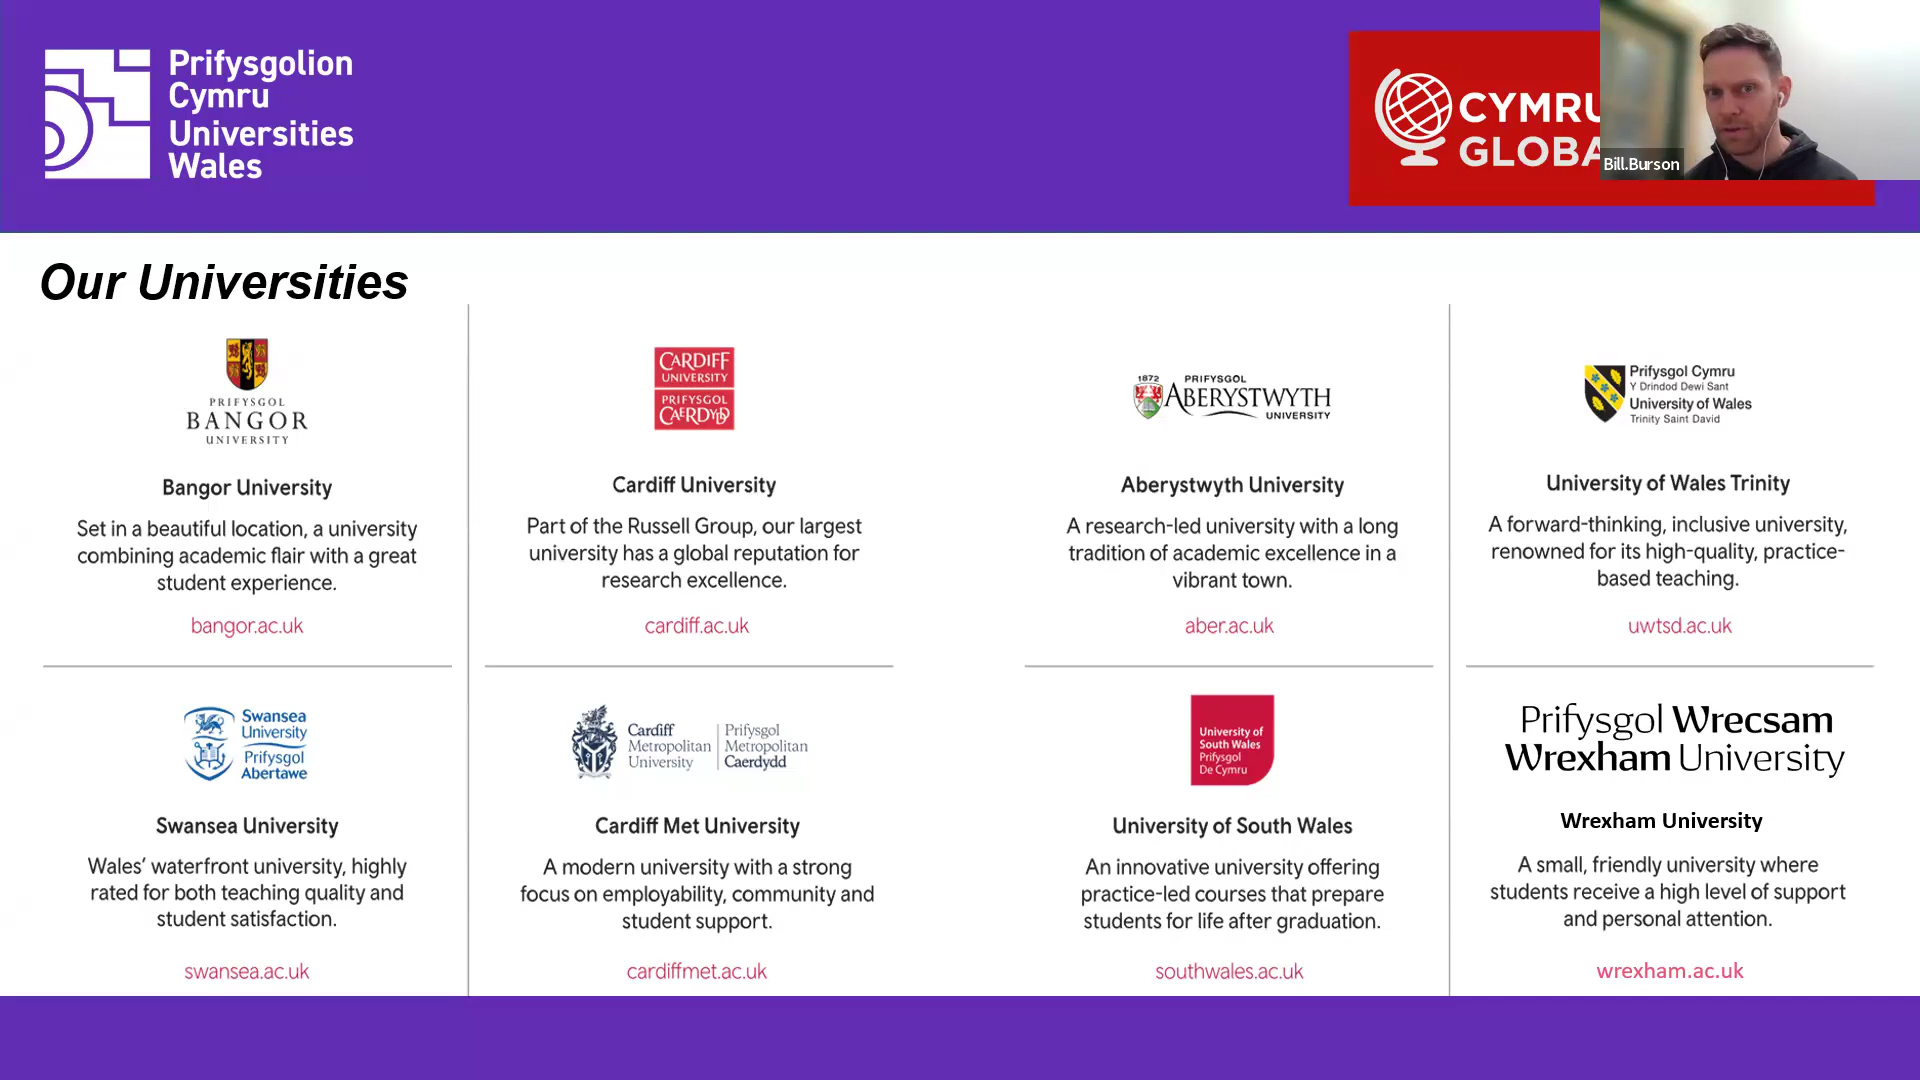 Prifysgolion
Cymru
Universities
Wales
CYMRU
GLOBA
Bill.Burson
Our Universities
PRIFYSGOL
BANGOR
UNIVERSITY
Bangor University
Set in a beautiful location, a university
combining academic flair with a great
student experience.
bangor.ac.uk
CARDIFF
UNIVERSITY
PRIFYSGOL
CAERDYDD
Cardiff University
Part of the Russell Group, our largest
university has a global reputation for
research excellence.
cardiff.ac.uk
1872
PRIFYSGOL
ABERYSTWYTH
UNIVERSITY
Aberystwyth University
A research-led university with a long
tradition of academic excellence in a
vibrant town.
aber.ac.uk
Prifysgol Cymru
Y Drindod Dewi Sant
University of Wales
Trinity Saint David
University of Wales Trinity
A forward-thinking, inclusive university,
renowned for its high-quality, practice-
based teaching.
uwtsd.ac.uk
Swansea
University
Prifysgol
Abertawe
Swansea University
Wales’ waterfront university, highly
rated for both teaching quality and
student satisfaction.
swansea.ac.uk
Cardiff
Metropolitan
University
Prifysgol
Metropolitan
Caerdydd
Cardiff Met University
A modern university with a strong
focus on employability, community and
student support.
cardiffmet.ac.uk
University of
South Wales
Prifysgol
De Cymru
University of South Wales
An innovative university offering
practice-led courses that prepare
students for life after graduation.
southwales.ac.uk
Prifysgol Wrecsam
Wrexham University
Wrexham University
A small, friendly university where
students receive a high level of support
and personal attention.
wrexham.ac.uk